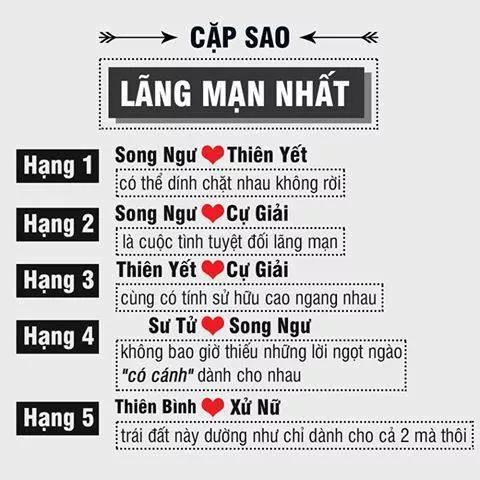 CẶP SAO
LÃNG MẠN NHẤT
Hạng 1
Song Ngư Thiên Yết
có thể dính chặt nhau không rời
Hạng 2
Song Ngư Cự Giải
là cuộc tình tuyệt đối lãng mạn
Hạng 3
Thiên Yết Cự Giải
cùng có tính sử hữu cao ngang nhau
Hạng 4
Sư Tử Song Ngư
không bao giờ thiếu những lời ngọt ngào
"có cánh" dành cho nhau
Hạng 5
Thiên Bình Xử Nữ
trái đất này dường như chỉ dành cho cả 2 mà thôi